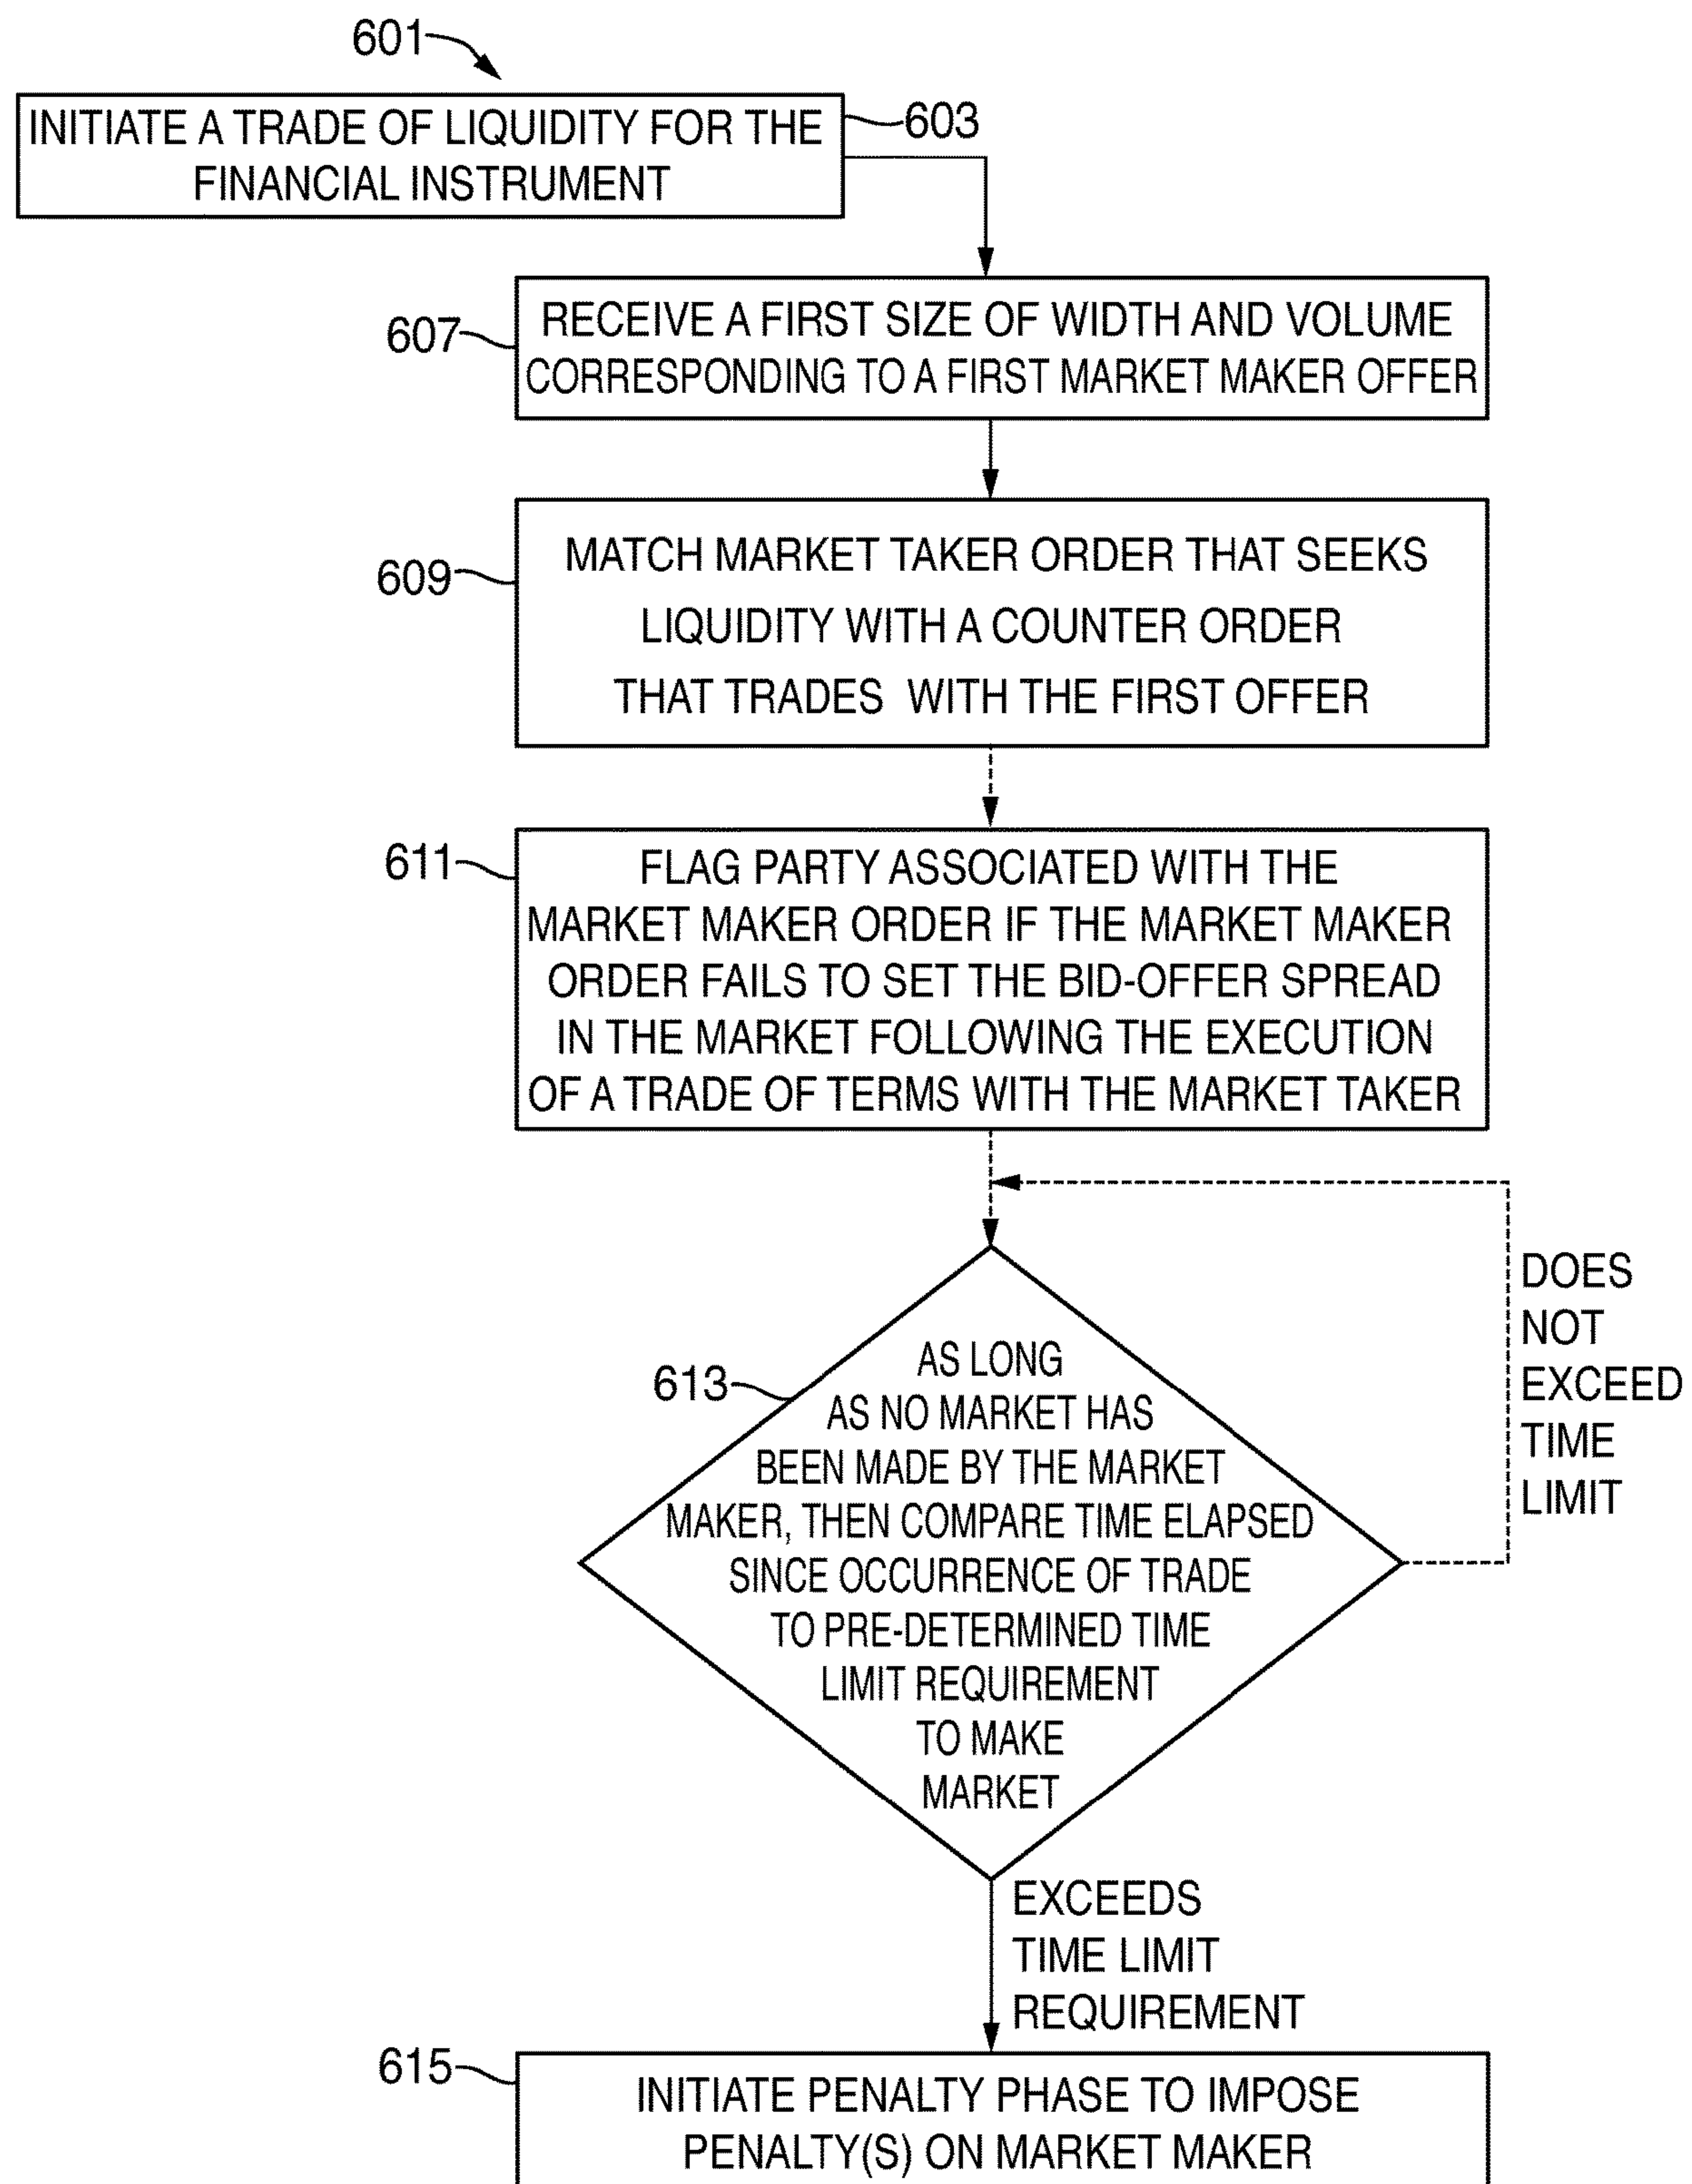 601
INITIATE A TRADE OF LIQUIDITY FOR THE
FINANCIAL INSTRUMENT
603
607
RECEIVE A FIRST SIZE OF WIDTH AND VOLUME
CORRESPONDING TO A FIRST MARKET MAKER OFFER
609
MATCH MARKET TAKER ORDER THAT SEEKS
LIQUIDITY WITH A COUNTER ORDER
THAT TRADES WITH THE FIRST OFFER
611
FLAG PARTY ASSOCIATED WITH THE
MARKET MAKER ORDER IF THE MARKET MAKER
ORDER FAILS TO SET THE BID-OFFER SPREAD
IN THE MARKET FOLLOWING THE EXECUTION
OF A TRADE OF TERMS WITH THE MARKET TAKER
613
AS LONG
AS NO MARKET HAS
BEEN MADE BY THE MARKET
MAKER, THEN COMPARE TIME ELAPSED
SINCE OCCURRENCE OF TRADE
TO PRE-DETERMINED TIME
LIMIT REQUIREMENT
TO MAKE
MARKET
DOES
NOT
EXCEED
TIME
LIMIT
EXCEEDS
TIME LIMIT
REQUIREMENT
615
INITIATE PENALTY PHASE TO IMPOSE
PENALTY(S) ON MARKET MAKER